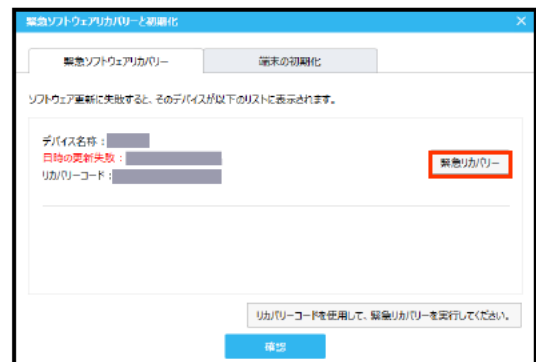 緊急ソフトウェアリカバリーと初期化
緊急ソフトウェアリカバリー
端末の初期化
ソフトウェア更新に失敗すると、そのデバイスが以下のリストに表示されます。
デバイス名称：
日時の更新失敗：
リカバリーコード：
緊急リカバリー
リカバリーコードを使用して、緊急リカバリーを実行してください。
確認